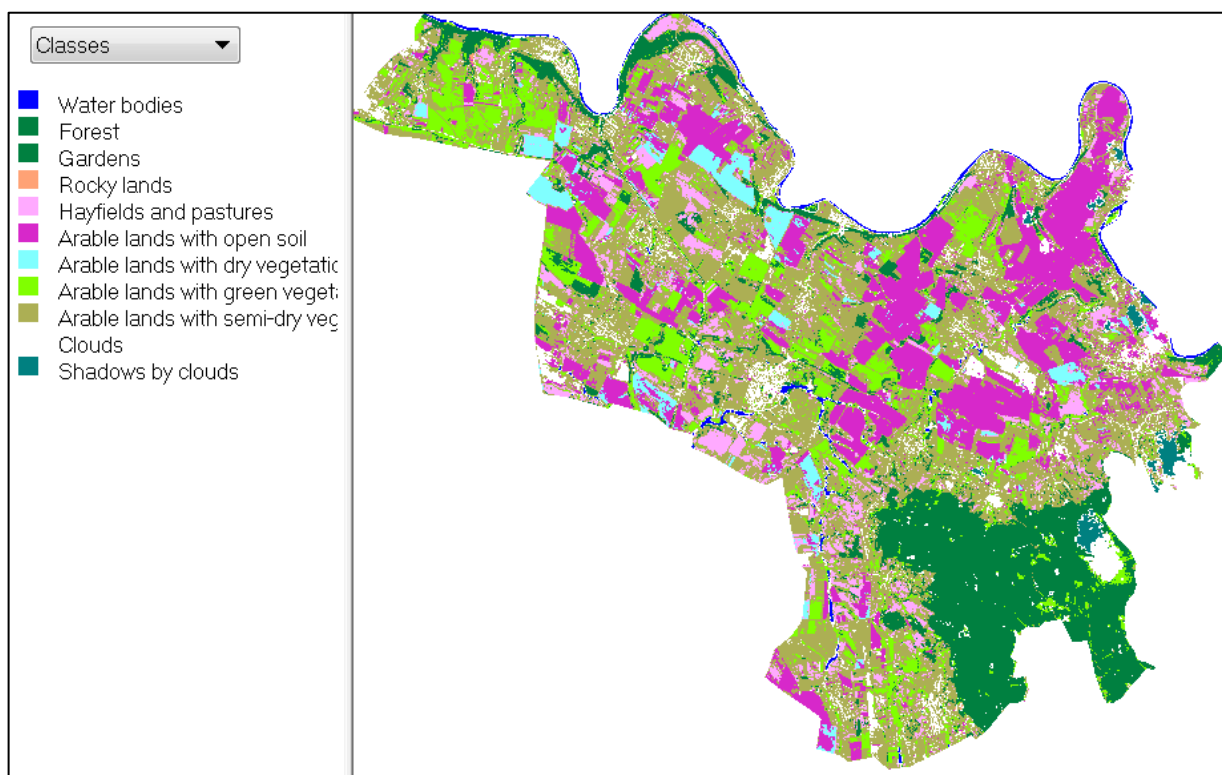 Classes
Water bodies
Forest
Gardens
Rocky lands
Hayfields and pastures
Arable lands with open soil
Arable lands with dry vegetatic
Arable lands with green veget
Arable lands with semi-dry veg
Clouds
Shadows by clouds